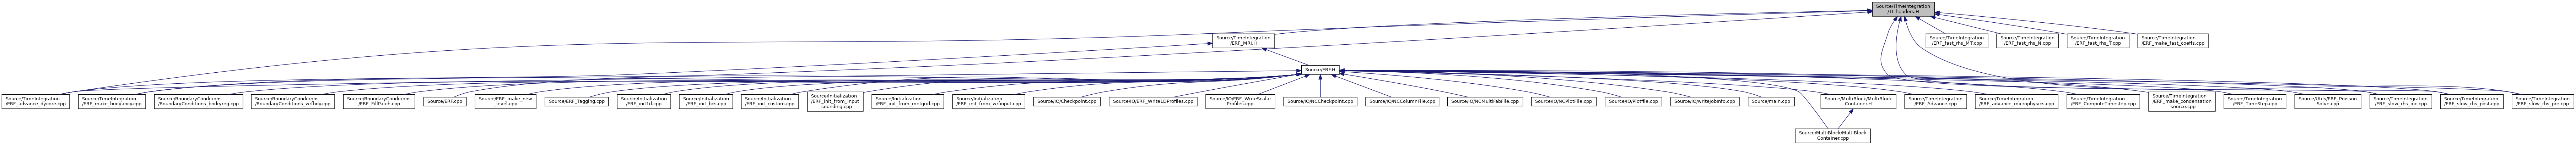 Source/TimeIntegration
/TI_headers.H
Source/TimeIntegration
/ERF_MRI.H
Source/TimeIntegration
/ERF_fast_rhs_MT.cpp
Source/TimeIntegration
/ERF_fast_rhs_N.cpp
Source/TimeIntegration
/ERF_fast_rhs_T.cpp
Source/TimeIntegration
/ERF_make_fast_coeffs.cpp
Source/ERF.H
Source/TimeIntegration
/ERF_advance_dycore.cpp
Source/TimeIntegration
/ERF_make_buoyancy.cpp
Source/BoundaryConditions
/BoundaryConditions_bndryreg.cpp
Source/BoundaryConditions
/BoundaryConditions_wrfbdy.cpp
Source/BoundaryConditions
/ERF_FillPatch.cpp
Source/ERF.cpp
Source/ERF_make_new
_level.cpp
Source/ERF_Tagging.cpp
Source/Initialization
/ERF_init1d.cpp
Source/Initialization
/ERF_init_bcs.cpp
Source/Initialization
/ERF_init_custom.cpp
Source/Initialization
/ERF_init_from_input
_sounding.cpp
Source/Initialization
/ERF_init_from_metgrid.cpp
Source/Initialization
/ERF_init_from_wrfinput.cpp
Source/IO/Checkpoint.cpp
Source/IO/ERF_Write1DProfiles.cpp
Source/IO/ERF_WriteScalar
Profiles.cpp
Source/IO/NCCheckpoint.cpp
Source/IO/NCColumnFile.cpp
Source/IO/NCMultiFabFile.cpp
Source/IO/NCPlotFile.cpp
Source/IO/Plotfile.cpp
Source/IO/writeJobInfo.cpp
Source/main.cpp
Source/MultiBlock/MultiBlock
Container.H
Source/TimeIntegration
/ERF_Advance.cpp
Source/TimeIntegration
/ERF_advance_microphysics.cpp
Source/TimeIntegration
/ERF_ComputeTimestep.cpp
Source/TimeIntegration
/ERF_make_condensation
_source.cpp
Source/TimeIntegration
/ERF_TimeStep.cpp
Source/Utils/ERF_Poisson
Solve.cpp
Source/TimeIntegration
/ERF_slow_rhs_inc.cpp
Source/TimeIntegration
/ERF_slow_rhs_post.cpp
Source/TimeIntegration
/ERF_slow_rhs_pre.cpp
Source/MultiBlock/MultiBlock
Container.cpp